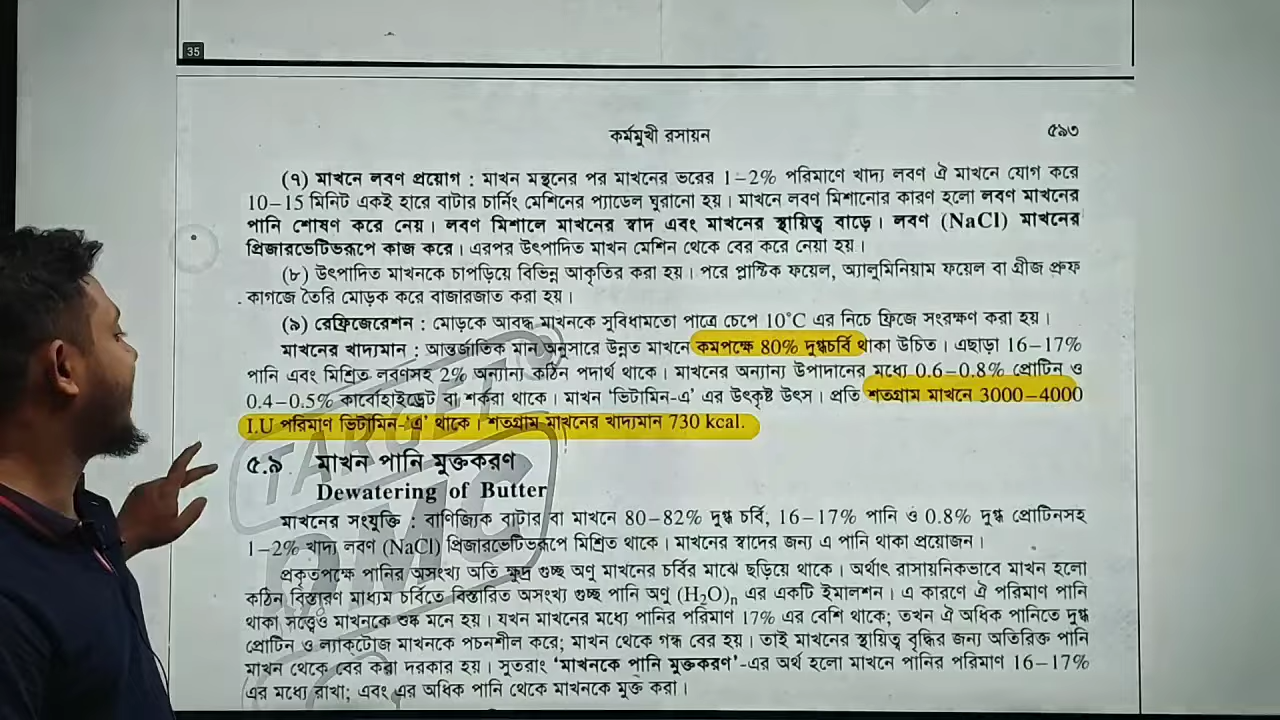 35
কর্মমুখী রসায়ন
৫৯৩
(৭) মাখনে লবণ প্রয়োগ : মাখন মন্থনের পর মাখনের ভরের 1–2% পরিমাণে খাদ্য লবণ ঐ মাখনে যোগ করে
10–15 মিনিট একই হারে বাটার চার্নিং মেশিনের প্যাডেল ঘুরানো হয়। মাখনে লবণ মিশানোর কারণ হলো লবণ মাখনের
পানি শোষণ করে নেয়। লবণ মিশালে মাখনের স্বাদ এবং মাখনের স্থায়িত্ব বাড়ে। লবণ (NaCl) মাখনের
প্রিজারভেটিভরূপে কাজ করে। এরপর উৎপাদিত মাখন মেশিন থেকে বের করে নেয়া হয়।
(৮) উৎপাদিত মাখনকে চাপড়িয়ে বিভিন্ন আকৃতির করা হয়। পরে প্লাস্টিক ফয়েল, অ্যালুমিনিয়াম ফয়েল বা গ্রীজ প্রুফ
কাগজে তৈরি মোড়ক করে বাজারজাত করা হয়।
(৯) রেফ্রিজেরেশন : মোড়কে আবদ্ধ মাখনকে সুবিধামতো পাত্রে চেপে 10°C এর নিচে ফ্রিজে সংরক্ষণ করা হয়।
মাখনের খাদ্যমান : আন্তর্জাতিক মান অনুসারে উন্নত মাখনে কমপক্ষে 80% দুগ্ধচর্বি থাকা উচিত। এছাড়া 16–17%
পানি এবং মিশ্রিত লবণসহ 2% অন্যান্য কঠিন পদার্থ থাকে। মাখনের অন্যান্য উপাদানের মধ্যে 0.6–0.8% প্রোটিন ও
0.4–0.5% কার্বোহাইড্রেট বা শর্করা থাকে। মাখন 'ভিটামিন-এ' এর উৎকৃষ্ট উৎস। প্রতি শতগ্রাম মাখনে 3000–4000
I.U পরিমাণ ভিটামিন-'এ' থাকে। শতগ্রাম মাখনের খাদ্যমান 730 kcal.
৫.৯ মাখন পানি মুক্তকরণ
Dewatering of Butter
TARGET
DMC
মাখনের সংযুক্তি : বাণিজ্যিক বাটার বা মাখনে 80–82% দুগ্ধ চর্বি, 16–17% পানি ও 0.8% দুগ্ধ প্রোটিনসহ
1–2% খাদ্য লবণ (NaCl) প্রিজারভেটিভরূপে মিশ্রিত থাকে। মাখনের স্বাদের জন্য এ পানি থাকা প্রয়োজন।
প্রকৃতপক্ষে পানির অসংখ্য অতি ক্ষুদ্র গুচ্ছ অণু মাখনের চর্বির মাঝে ছড়িয়ে থাকে। অর্থাৎ রাসায়নিকভাবে মাখন হলো
কঠিন বিস্তারণ মাধ্যম চর্বিতে বিস্তারিত অসংখ্য গুচ্ছ পানি অণু (H₂O)n এর একটি ইমালশন। এ কারণে ঐ পরিমাণ পানি
থাকা সত্ত্বেও মাখনকে শুষ্ক মনে হয়। যখন মাখনের মধ্যে পানির পরিমাণ 17% এর বেশি থাকে; তখন ঐ অধিক পানিতে দুগ্ধ
প্রোটিন ও ল্যাকটোজ মাখনকে পচনশীল করে; মাখন থেকে গন্ধ বের হয়। তাই মাখনের স্থায়িত্ব বৃদ্ধির জন্য অতিরিক্ত পানি
মাখন থেকে বের করা দরকার হয়। সুতরাং 'মাখনকে পানি মুক্তকরণ'-এর অর্থ হলো মাখনে পানির পরিমাণ 16–17%
এর মধ্যে রাখা; এবং এর অধিক পানি থেকে মাখনকে মুক্ত করা।